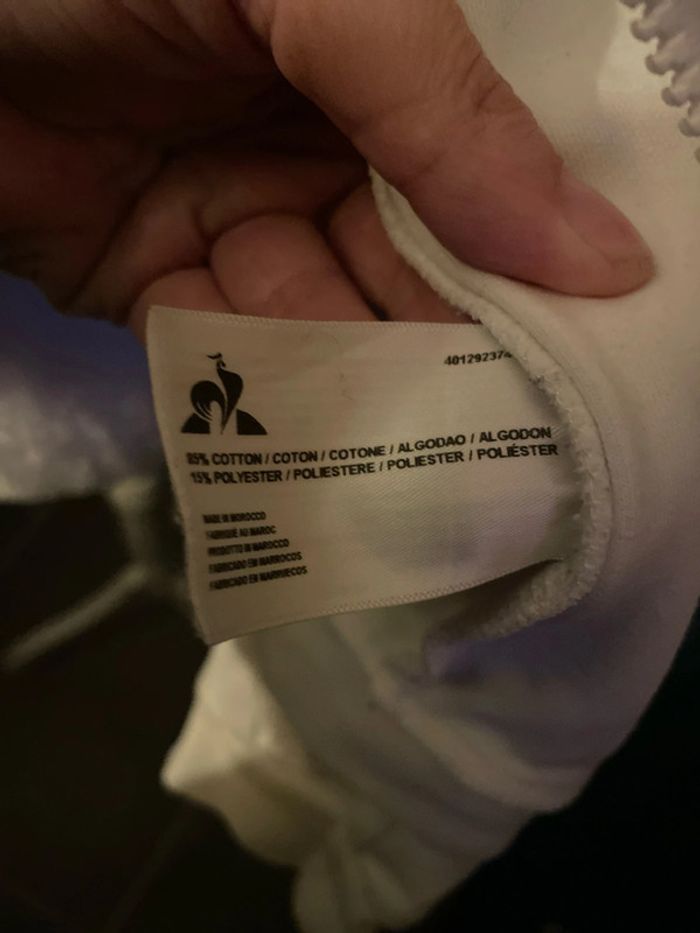 401292374
85% COTTON / COTON / COTONE / ALGODAO / ALGODON
15% POLYESTER / POLIESTERE / POLIESTER / POLIÉSTER
MADE IN MOROCCO
FABRIQUE AU MAROC
PRODOTTO IN MAROCCO
FABRICADO EM MARROCOS
FABRICADO EN MARRUECOS